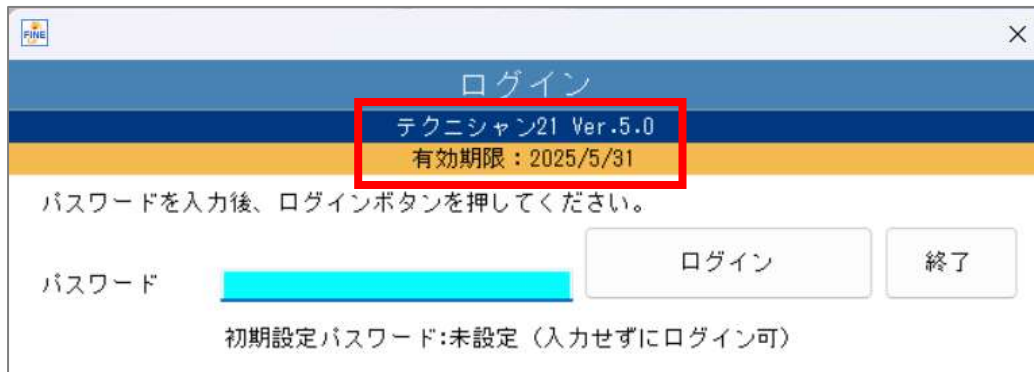 FINE
ログイン
テクニシャン21 Ver.5.0
有効期限：2025/5/31
パスワードを入力後、ログインボタンを押してください。
ログイン
終了
パスワード
初期設定パスワード:未設定（入力せずにログイン可）